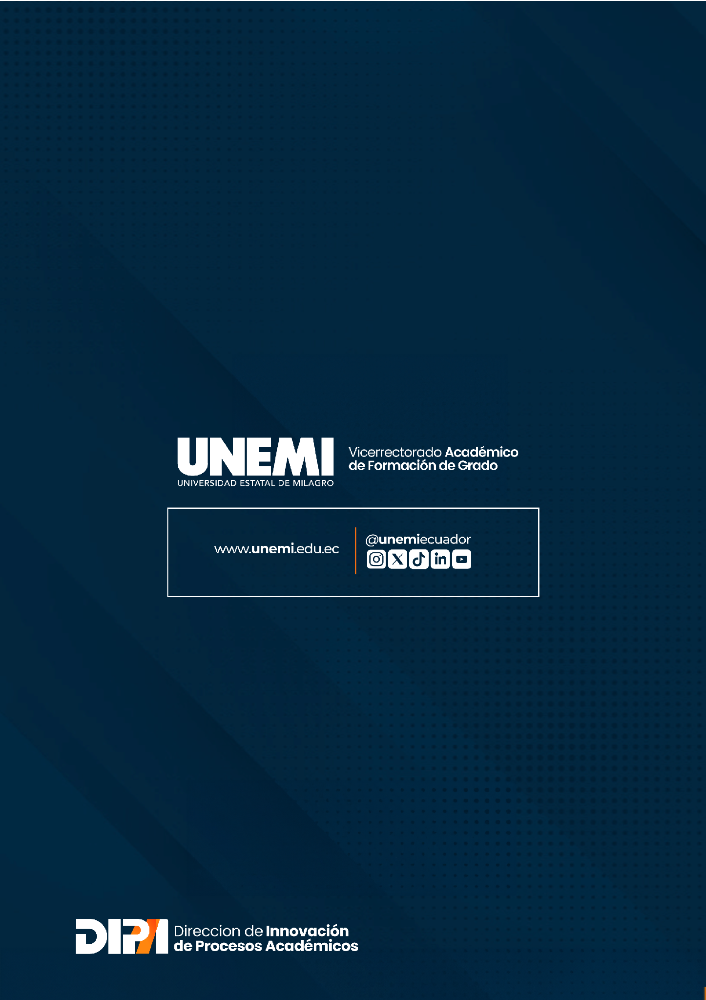 UNEMI
UNIVERSIDAD ESTATAL DE MILAGRO
Vicerrectorado Académico
de Formación de Grado
www.unemi.edu.ec
@unemiecuador
DIPA
Direccion de Innovación
de Procesos Académicos